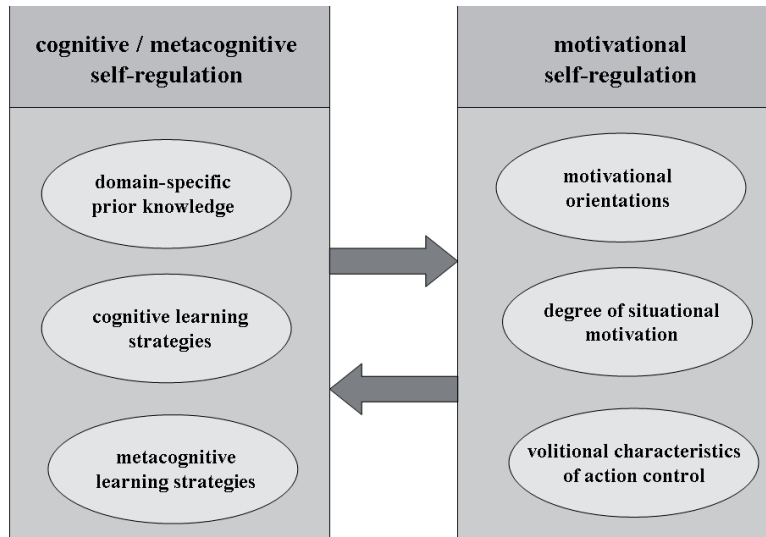 cognitive / metacognitive
self-regulation
domain-specific
prior knowledge
cognitive learning
strategies
metacognitive
learning strategies
motivational
self-regulation
motivational
orientations
degree of situational
motivation
volitional characteristics
of action control